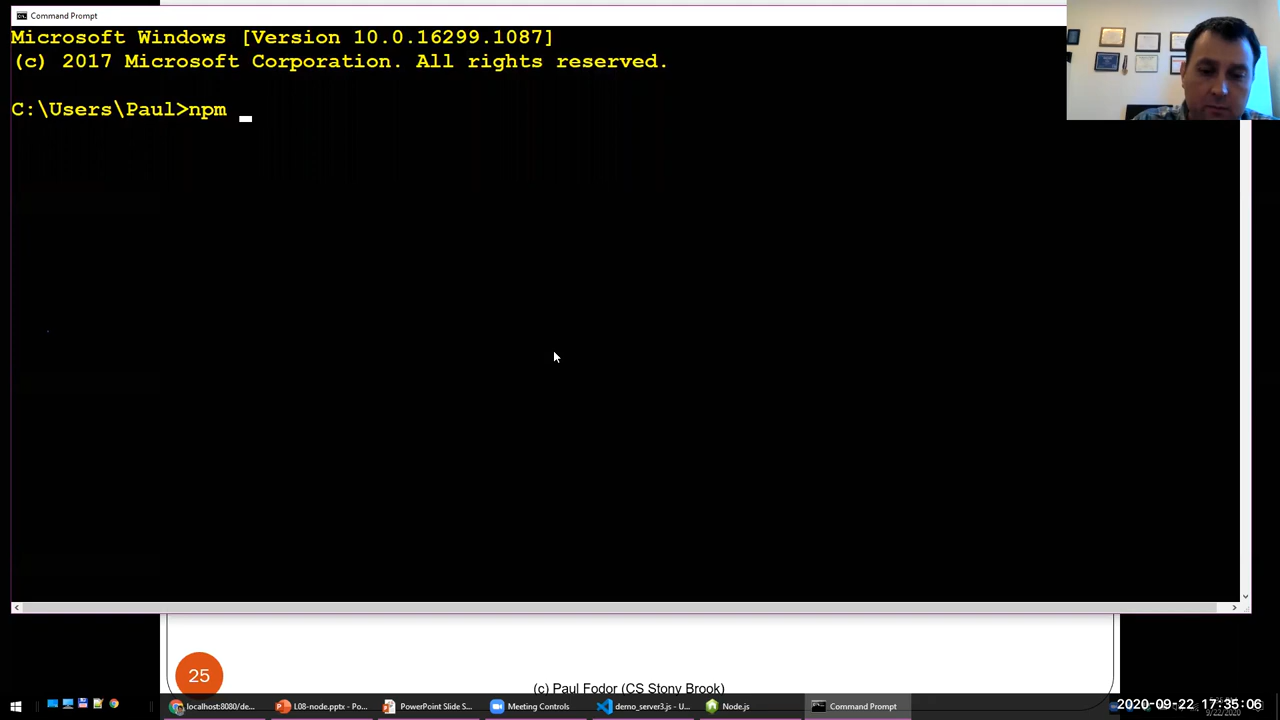 Command Prompt
Microsoft Windows [Version 10.0.16299.1087]
(c) 2017 Microsoft Corporation. All rights reserved.
C:\Users\Paul>npm
25
(c) Paul Fodor (CS Stony Brook)
localhost:8080/de...
L08-node.pptx - Po...
PowerPoint Slide S...
Meeting Controls
demo_server3.js - U...
Node.js
Command Prompt
2020-09-22 17:35:06